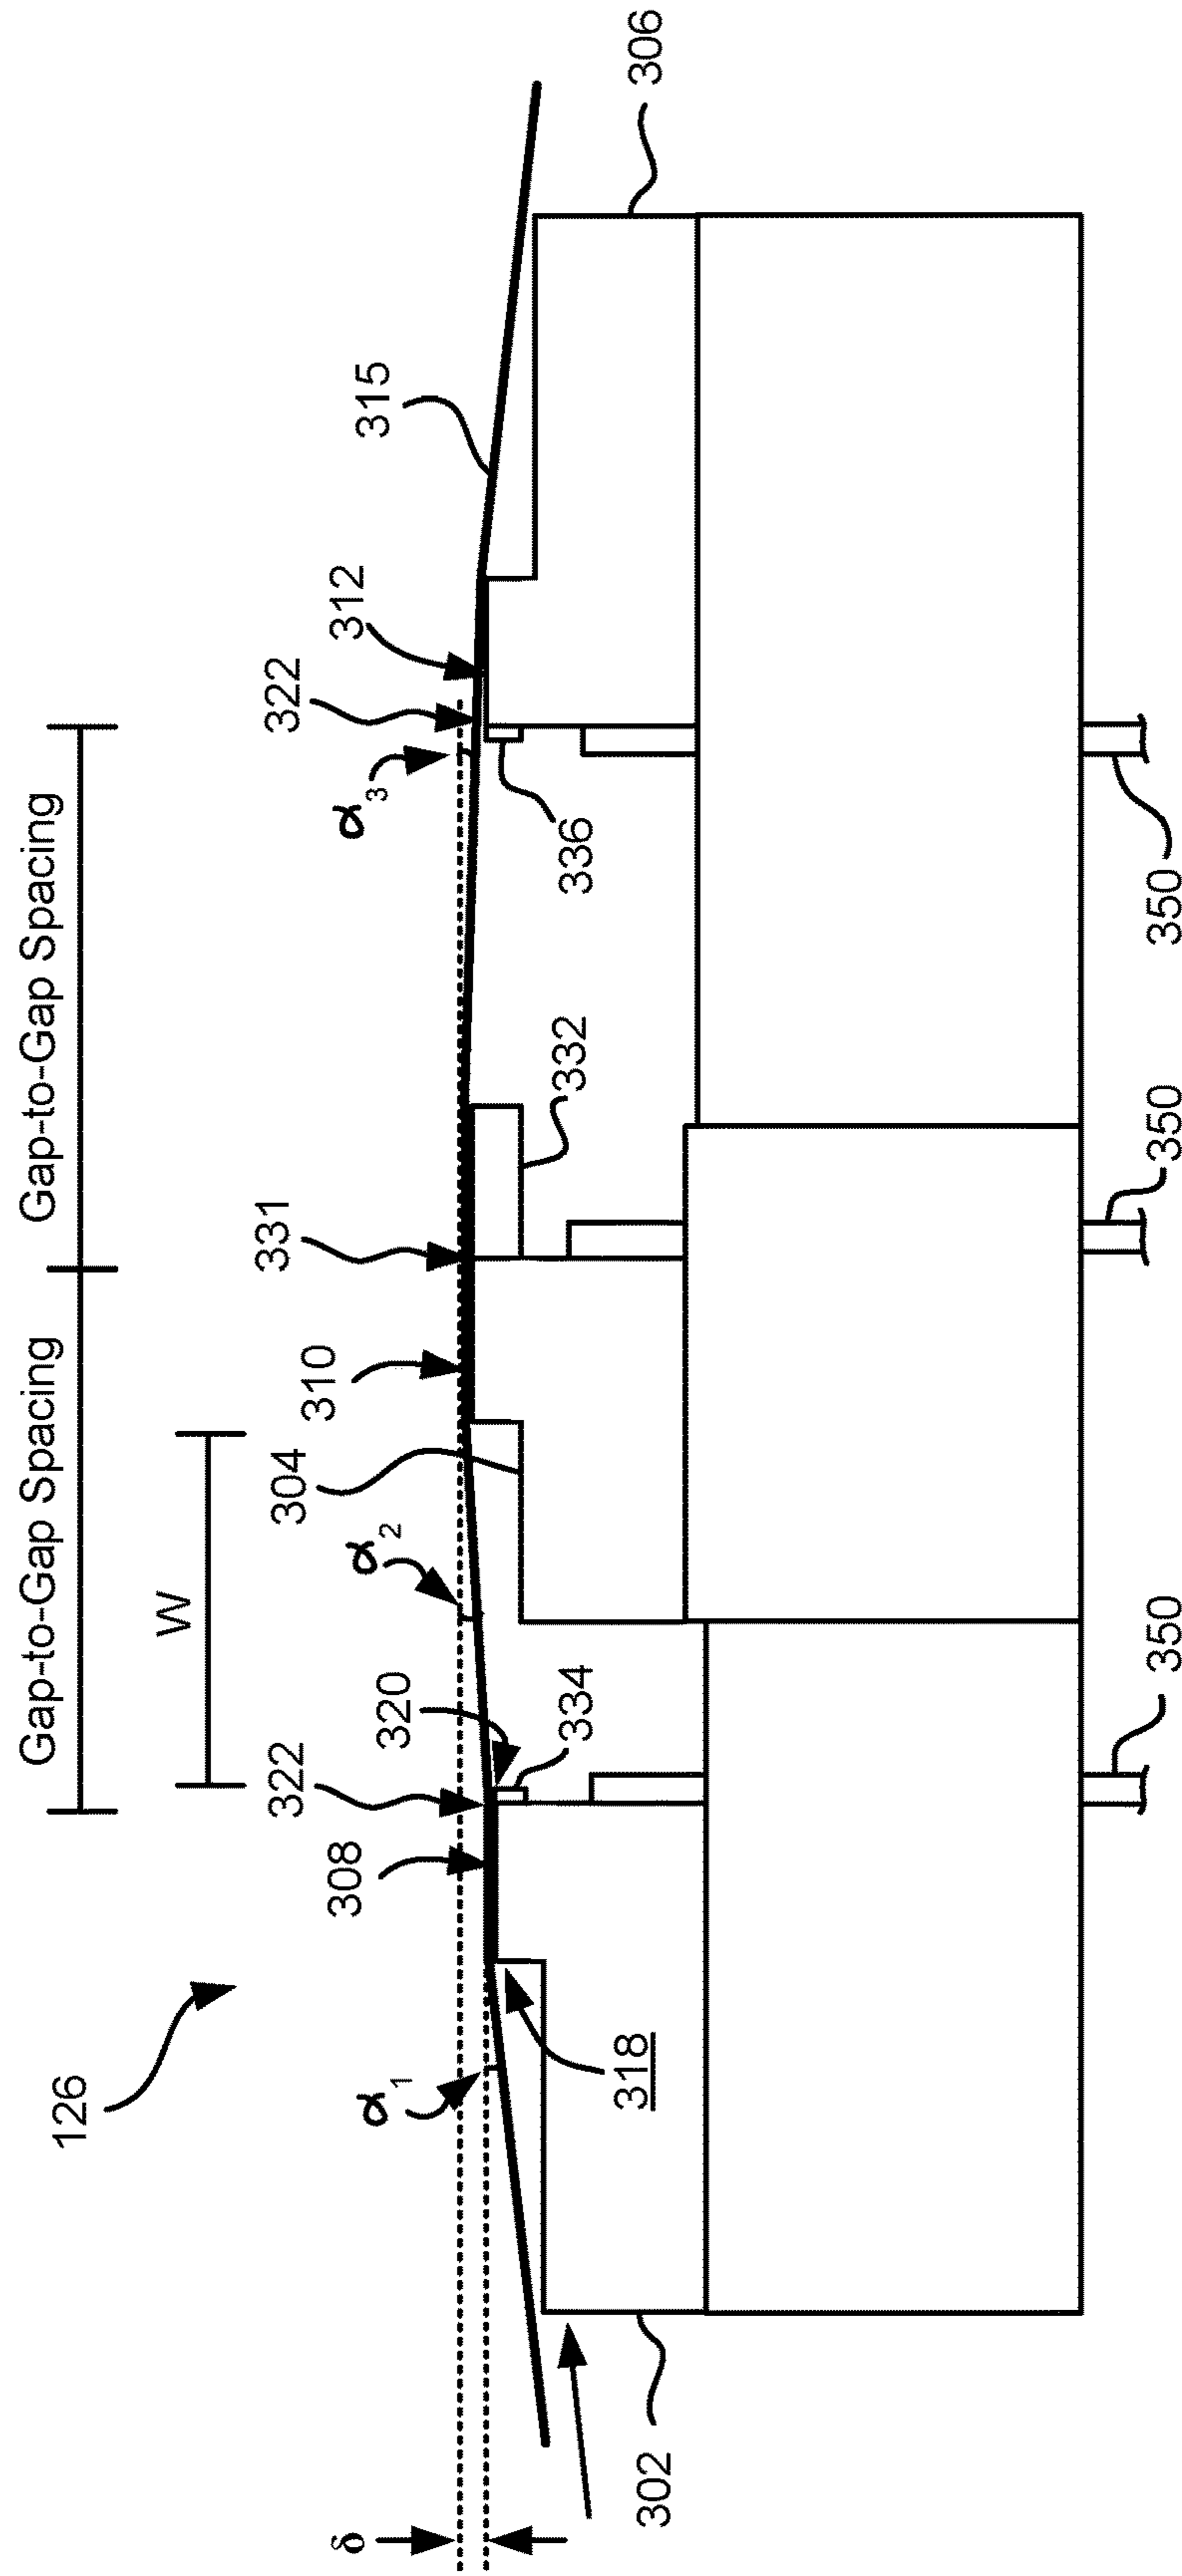 Gap-to-Gap Spacing
Gap-to-Gap Spacing
W
126
322
308
320
334
α2
304
310
331
332
322
312
α3
336
315
306
δ
α1
318
302
350
350
350